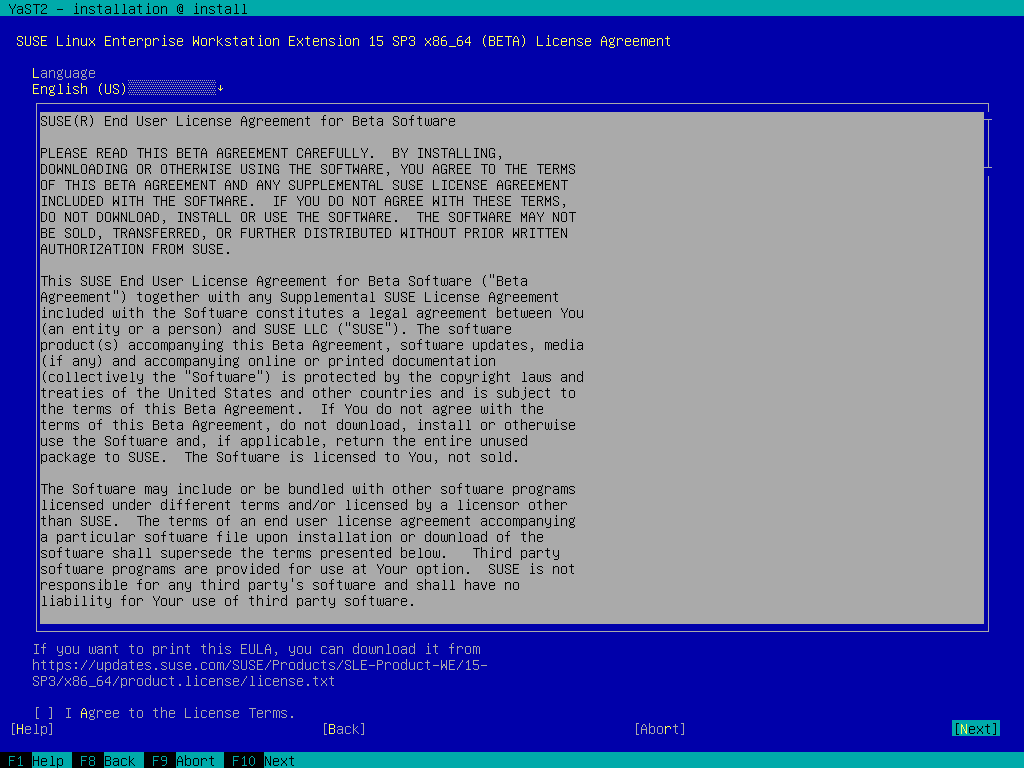 YaST2 - installation @ install
SUSE Linux Enterprise Workstation Extension 15 SP3 x86_64 (BETA) License Agreement
Language
English (US)
SUSE(R) End User License Agreement for Beta Software
PLEASE READ THIS BETA AGREEMENT CAREFULLY.  BY INSTALLING,
DOWNLOADING OR OTHERWISE USING THE SOFTWARE, YOU AGREE TO THE TERMS
OF THIS BETA AGREEMENT AND ANY SUPPLEMENTAL SUSE LICENSE AGREEMENT
INCLUDED WITH THE SOFTWARE.  IF YOU DO NOT AGREE WITH THESE TERMS,
DO NOT DOWNLOAD, INSTALL OR USE THE SOFTWARE.  THE SOFTWARE MAY NOT
BE SOLD, TRANSFERRED, OR FURTHER DISTRIBUTED WITHOUT PRIOR WRITTEN
AUTHORIZATION FROM SUSE.
This SUSE End User License Agreement for Beta Software ("Beta
Agreement") together with any Supplemental SUSE License Agreement
included with the Software constitutes a legal agreement between You
(an entity or a person) and SUSE LLC ("SUSE"). The software
product(s) accompanying this Beta Agreement, software updates, media
(if any) and accompanying online or printed documentation
(collectively the "Software") is protected by the copyright laws and
treaties of the United States and other countries and is subject to
the terms of this Beta Agreement.  If You do not agree with the
terms of this Beta Agreement, do not download, install or otherwise
use the Software and, if applicable, return the entire unused
package to SUSE.  The Software is licensed to You, not sold.
The Software may include or be bundled with other software programs
licensed under different terms and/or licensed by a licensor other
than SUSE.  The terms of an end user license agreement accompanying
a particular software file upon installation or download of the
software shall supersede the terms presented below.   Third party
software programs are provided for use at Your option.  SUSE is not
responsible for any third party's software and shall have no
liability for Your use of third party software.
If you want to print this EULA, you can download it from
https://updates.suse.com/SUSE/Products/SLE-Product-WE/15-
SP3/x86_64/product.license/license.txt
[ ] I Agree to the License Terms.
[Help] [Back] [Abort] [Next]
F1 Help F8 Back F9 Abort F10 Next